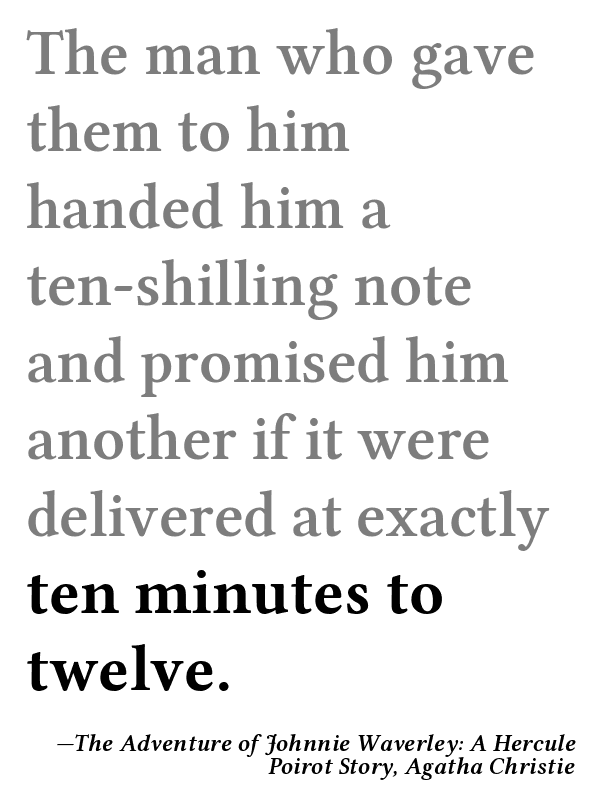 The man who gave
them to him
handed him a
ten-shilling note
and promised him
another if it were
delivered at exactly
ten minutes to
twelve.
—The Adventure of Johnnie Waverley: A Hercule
Poirot Story, Agatha Christie